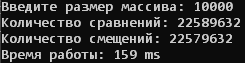 Введите размер массива: 10000
Количество сравнений: 22589632
Количество смещений: 22579632
Время работы: 159 ms